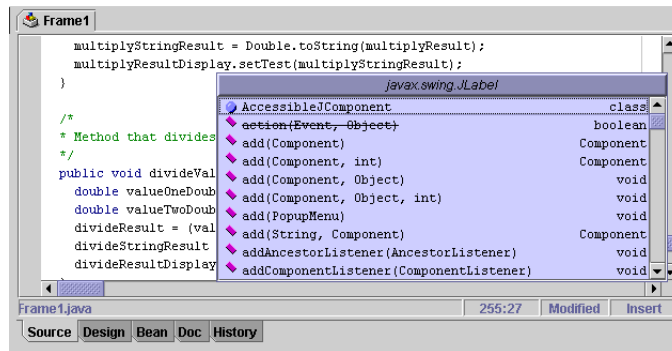 Frame1
multiplyStringResult = Double.toString(multiplyResult);
multiplyResultDisplay.setTest(multiplyStringResult);
}
javax.swing.JLabel
AccessibleJComponent class
/*
action(Event, Object) boolean
* Method that divides
add(Component) Component
*/
add(Component, int) Component
public void divideVal
add(Component, Object) void
double valueOneDoub
add(Component, Object, int) void
double valueTwoDoub
add(PopupMenu) void
divideResult = (val
add(String, Component) Component
divideStringResult
addAncestorListener(AncestorListener) void
divideResultDisplay
addComponentListener(ComponentListener) void
}
Frame1.java 255:27 Modified Insert
Source Design Bean Doc History